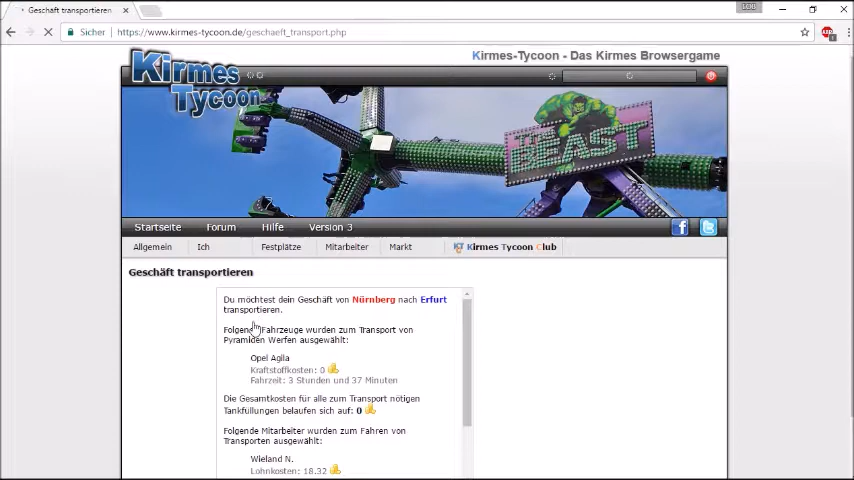 Geschäft transportieren
Sicher | https://www.kirmes-tycoon.de/geschaeft_transport.php
Kirmes-Tycoon - Das Kirmes Browsergame
Kirmes
Tycoon
THE
BEAST
Startseite Forum Hilfe Version 3
Allgemein Ich Festplätze Mitarbeiter Markt KT Kirmes Tycoon Club
Geschäft transportieren
Du möchtest dein Geschäft von Nürnberg nach Erfurt
transportieren.
Folgende Fahrzeuge wurden zum Transport von
Pyramiden Werfen ausgewählt:
Opel Agila
Kraftstoffkosten: 0
Fahrzeit: 3 Stunden und 37 Minuten
Die Gesamtkosten für alle zum Transport nötigen
Tankfüllungen belaufen sich auf: 0
Folgende Mitarbeiter wurden zum Fahren von
Transporten ausgewählt:
Wieland N.
Lohnkosten: 18.32